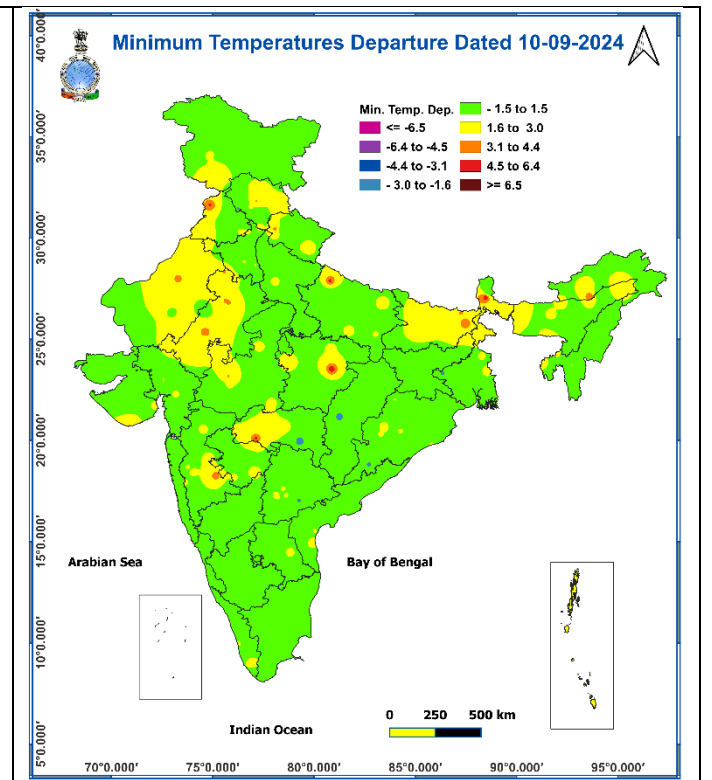 Minimum Temperatures Departure Dated 10-09-2024
Min. Temp. Dep.
<= -6.5
-6.4 to -4.5
-4.4 to -3.1
- 3.0 to -1.6
- 1.5 to 1.5
1.6 to 3.0
3.1 to 4.4
4.5 to 6.4
>= 6.5
40°0.000'
35°0.000'
30°0.000'
25°0.000'
20°0.000'
15°0.000'
10°0.000'
5°0.000'
Arabian Sea
Bay of Bengal
Indian Ocean
0 250 500 km
70°0.000' 75°0.000' 80°0.000' 85°0.000' 90°0.000' 95°0.000'